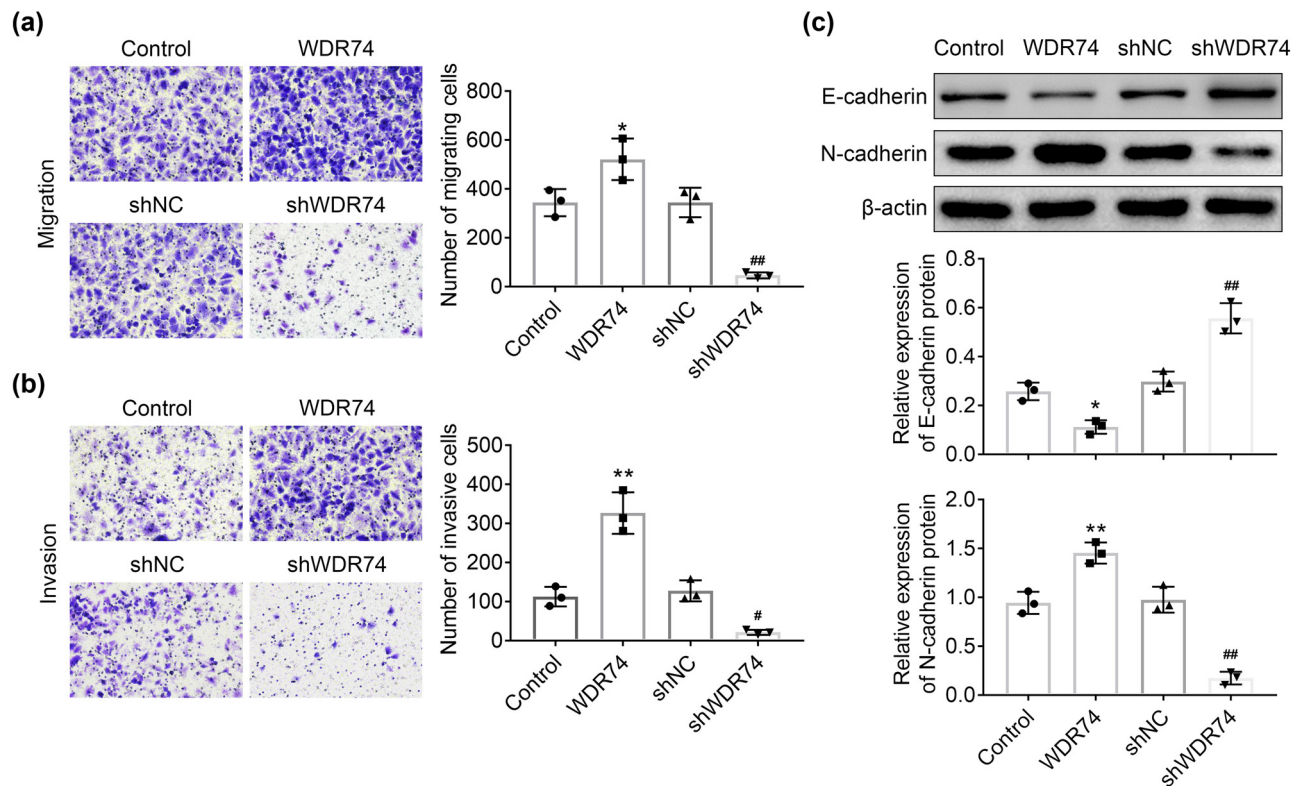 (a)
Control WDR74
shNC shWDR74
Migration
Number of migrating cells
800
600
400
200
0
*
##
Control WDR74 shNC shWDR74
(b)
Control WDR74
shNC shWDR74
Invasion
Number of invasive cells
500
400
300
200
100
0
**
#
Control WDR74 shNC shWDR74
(c)
Control WDR74 shNC shWDR74
E-cadherin
N-cadherin
β-actin
Relative expression
of E-cadherin protein
0.8
0.6
0.4
0.2
0.0
*
##
Relative expression
of N-cadherin protein
2.0
1.5
1.0
0.5
0.0
**
##
Control WDR74 shNC shWDR74